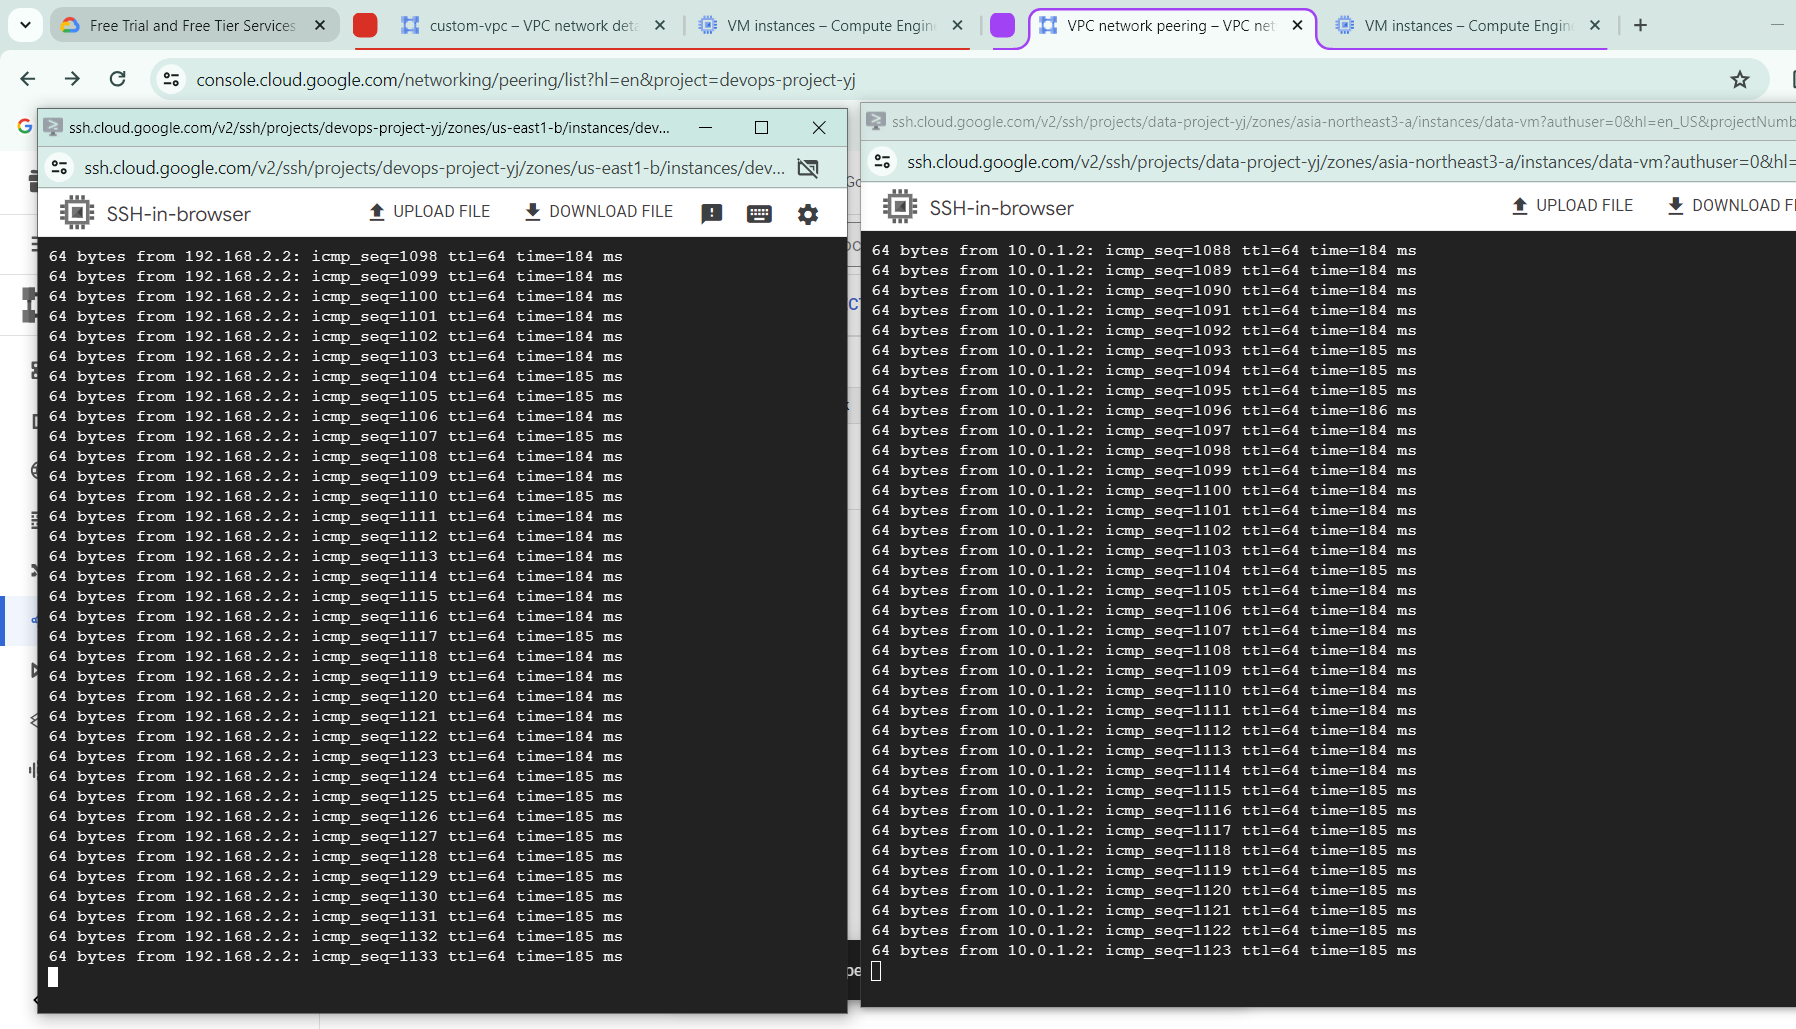 Free Trial and Free Tier Services
custom-vpc – VPC network deta
VM instances – Compute Engin
VPC network peering – VPC net
VM instances – Compute Engin
console.cloud.google.com/networking/peering/list?hl=en&project=devops-project-yj
ssh.cloud.google.com/v2/ssh/projects/devops-project-yj/zones/us-east1-b/instances/dev...
ssh.cloud.google.com/v2/ssh/projects/devops-project-yj/zones/us-east1-b/instances/dev...
SSH-in-browser
UPLOAD FILE
DOWNLOAD FILE
64 bytes from 192.168.2.2: icmp_seq=1098 ttl=64 time=184 ms
64 bytes from 192.168.2.2: icmp_seq=1099 ttl=64 time=184 ms
64 bytes from 192.168.2.2: icmp_seq=1100 ttl=64 time=184 ms
64 bytes from 192.168.2.2: icmp_seq=1101 ttl=64 time=184 ms
64 bytes from 192.168.2.2: icmp_seq=1102 ttl=64 time=184 ms
64 bytes from 192.168.2.2: icmp_seq=1103 ttl=64 time=184 ms
64 bytes from 192.168.2.2: icmp_seq=1104 ttl=64 time=185 ms
64 bytes from 192.168.2.2: icmp_seq=1105 ttl=64 time=185 ms
64 bytes from 192.168.2.2: icmp_seq=1106 ttl=64 time=184 ms
64 bytes from 192.168.2.2: icmp_seq=1107 ttl=64 time=185 ms
64 bytes from 192.168.2.2: icmp_seq=1108 ttl=64 time=184 ms
64 bytes from 192.168.2.2: icmp_seq=1109 ttl=64 time=184 ms
64 bytes from 192.168.2.2: icmp_seq=1110 ttl=64 time=185 ms
64 bytes from 192.168.2.2: icmp_seq=1111 ttl=64 time=184 ms
64 bytes from 192.168.2.2: icmp_seq=1112 ttl=64 time=184 ms
64 bytes from 192.168.2.2: icmp_seq=1113 ttl=64 time=184 ms
64 bytes from 192.168.2.2: icmp_seq=1114 ttl=64 time=184 ms
64 bytes from 192.168.2.2: icmp_seq=1115 ttl=64 time=184 ms
64 bytes from 192.168.2.2: icmp_seq=1116 ttl=64 time=184 ms
64 bytes from 192.168.2.2: icmp_seq=1117 ttl=64 time=185 ms
64 bytes from 192.168.2.2: icmp_seq=1118 ttl=64 time=184 ms
64 bytes from 192.168.2.2: icmp_seq=1119 ttl=64 time=184 ms
64 bytes from 192.168.2.2: icmp_seq=1120 ttl=64 time=184 ms
64 bytes from 192.168.2.2: icmp_seq=1121 ttl=64 time=184 ms
64 bytes from 192.168.2.2: icmp_seq=1122 ttl=64 time=184 ms
64 bytes from 192.168.2.2: icmp_seq=1123 ttl=64 time=184 ms
64 bytes from 192.168.2.2: icmp_seq=1124 ttl=64 time=185 ms
64 bytes from 192.168.2.2: icmp_seq=1125 ttl=64 time=185 ms
64 bytes from 192.168.2.2: icmp_seq=1126 ttl=64 time=185 ms
64 bytes from 192.168.2.2: icmp_seq=1127 ttl=64 time=185 ms
64 bytes from 192.168.2.2: icmp_seq=1128 ttl=64 time=185 ms
64 bytes from 192.168.2.2: icmp_seq=1129 ttl=64 time=185 ms
64 bytes from 192.168.2.2: icmp_seq=1130 ttl=64 time=185 ms
64 bytes from 192.168.2.2: icmp_seq=1131 ttl=64 time=185 ms
64 bytes from 192.168.2.2: icmp_seq=1132 ttl=64 time=185 ms
64 bytes from 192.168.2.2: icmp_seq=1133 ttl=64 time=185 ms
ssh.cloud.google.com/v2/ssh/projects/data-project-yj/zones/asia-northeast3-a/instances/data-vm?authuser=0&hl=en_US&projectNumb
ssh.cloud.google.com/v2/ssh/projects/data-project-yj/zones/asia-northeast3-a/instances/data-vm?authuser=0&hl=
SSH-in-browser
UPLOAD FILE
DOWNLOAD FI
64 bytes from 10.0.1.2: icmp_seq=1088 ttl=64 time=184 ms
64 bytes from 10.0.1.2: icmp_seq=1089 ttl=64 time=184 ms
64 bytes from 10.0.1.2: icmp_seq=1090 ttl=64 time=184 ms
64 bytes from 10.0.1.2: icmp_seq=1091 ttl=64 time=184 ms
64 bytes from 10.0.1.2: icmp_seq=1092 ttl=64 time=184 ms
64 bytes from 10.0.1.2: icmp_seq=1093 ttl=64 time=185 ms
64 bytes from 10.0.1.2: icmp_seq=1094 ttl=64 time=185 ms
64 bytes from 10.0.1.2: icmp_seq=1095 ttl=64 time=185 ms
64 bytes from 10.0.1.2: icmp_seq=1096 ttl=64 time=186 ms
64 bytes from 10.0.1.2: icmp_seq=1097 ttl=64 time=184 ms
64 bytes from 10.0.1.2: icmp_seq=1098 ttl=64 time=184 ms
64 bytes from 10.0.1.2: icmp_seq=1099 ttl=64 time=184 ms
64 bytes from 10.0.1.2: icmp_seq=1100 ttl=64 time=184 ms
64 bytes from 10.0.1.2: icmp_seq=1101 ttl=64 time=184 ms
64 bytes from 10.0.1.2: icmp_seq=1102 ttl=64 time=184 ms
64 bytes from 10.0.1.2: icmp_seq=1103 ttl=64 time=184 ms
64 bytes from 10.0.1.2: icmp_seq=1104 ttl=64 time=185 ms
64 bytes from 10.0.1.2: icmp_seq=1105 ttl=64 time=184 ms
64 bytes from 10.0.1.2: icmp_seq=1106 ttl=64 time=184 ms
64 bytes from 10.0.1.2: icmp_seq=1107 ttl=64 time=184 ms
64 bytes from 10.0.1.2: icmp_seq=1108 ttl=64 time=184 ms
64 bytes from 10.0.1.2: icmp_seq=1109 ttl=64 time=184 ms
64 bytes from 10.0.1.2: icmp_seq=1110 ttl=64 time=184 ms
64 bytes from 10.0.1.2: icmp_seq=1111 ttl=64 time=184 ms
64 bytes from 10.0.1.2: icmp_seq=1112 ttl=64 time=184 ms
64 bytes from 10.0.1.2: icmp_seq=1113 ttl=64 time=184 ms
64 bytes from 10.0.1.2: icmp_seq=1114 ttl=64 time=184 ms
64 bytes from 10.0.1.2: icmp_seq=1115 ttl=64 time=185 ms
64 bytes from 10.0.1.2: icmp_seq=1116 ttl=64 time=185 ms
64 bytes from 10.0.1.2: icmp_seq=1117 ttl=64 time=185 ms
64 bytes from 10.0.1.2: icmp_seq=1118 ttl=64 time=185 ms
64 bytes from 10.0.1.2: icmp_seq=1119 ttl=64 time=185 ms
64 bytes from 10.0.1.2: icmp_seq=1120 ttl=64 time=185 ms
64 bytes from 10.0.1.2: icmp_seq=1121 ttl=64 time=185 ms
64 bytes from 10.0.1.2: icmp_seq=1122 ttl=64 time=185 ms
64 bytes from 10.0.1.2: icmp_seq=1123 ttl=64 time=185 ms